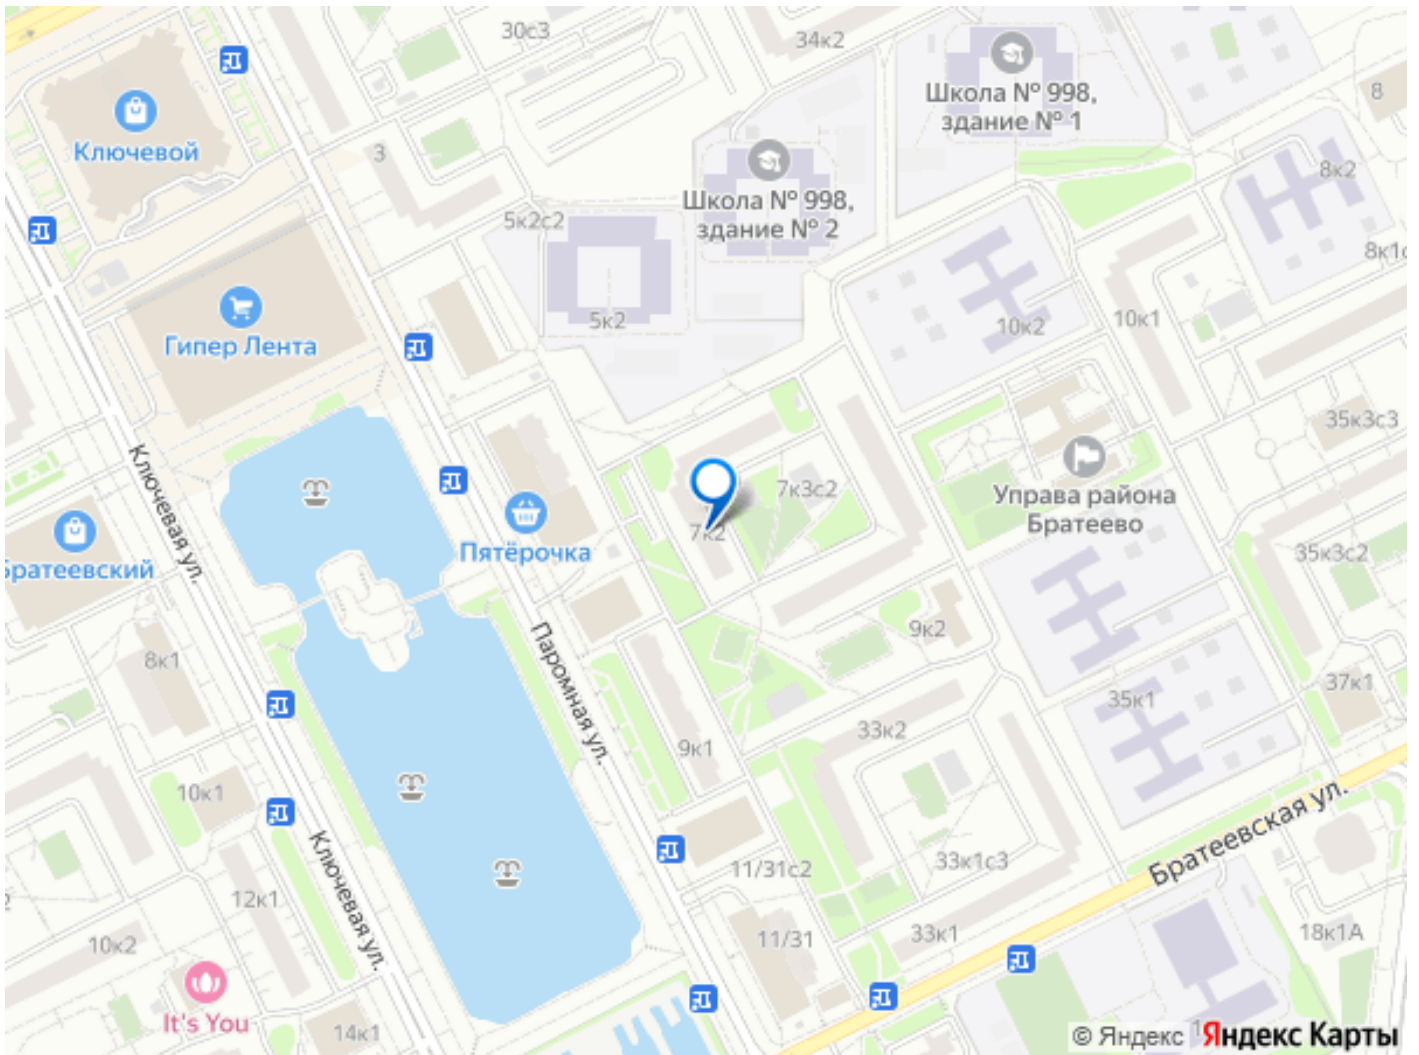 30с3
34к2
Школа № 998,
здание № 1
8
Ключевой
3
Школа № 998,
здание № 2
8к2
5к2с2
5к2
10к2
10к1
Гипер Лента
35к3с3
Ключевая ул.
7к3с2
Управа района
Братеево
7к2
Пятёрочка
Братеевский
35к3с2
9к2
8к1
Паромная ул.
37к1
35к1
33к2
9к1
10к1
Братеевская ул.
Ключевая ул.
11/31с2
33к1с3
12к1
10к2
11/31
33к1
18к1А
It's You
14к1
© Яндекс Яндекс Карты